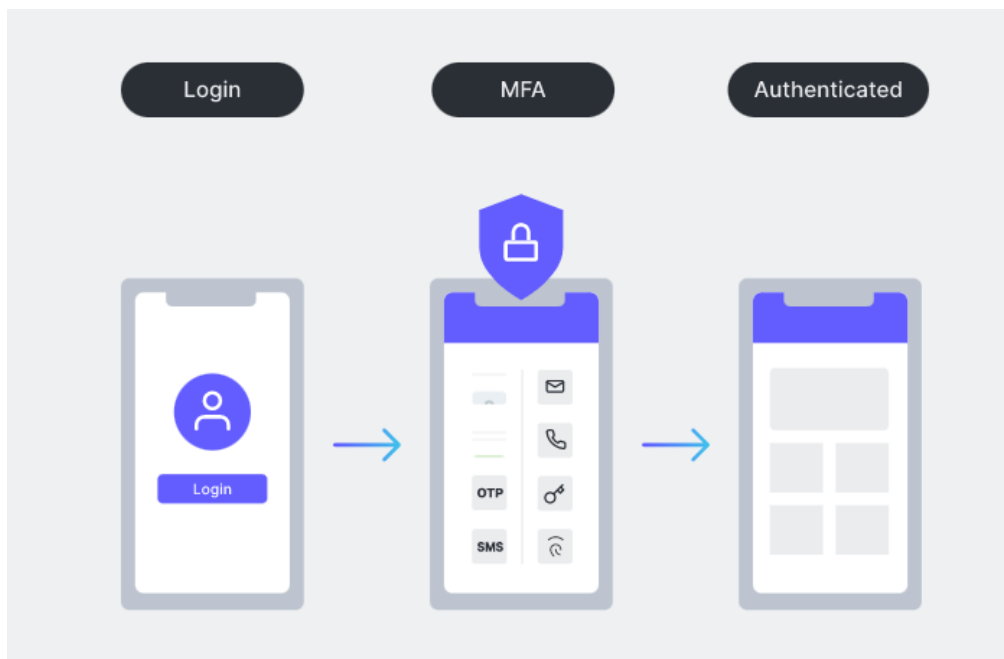 Login
MFA
Authenticated
Login
OTP
SMS